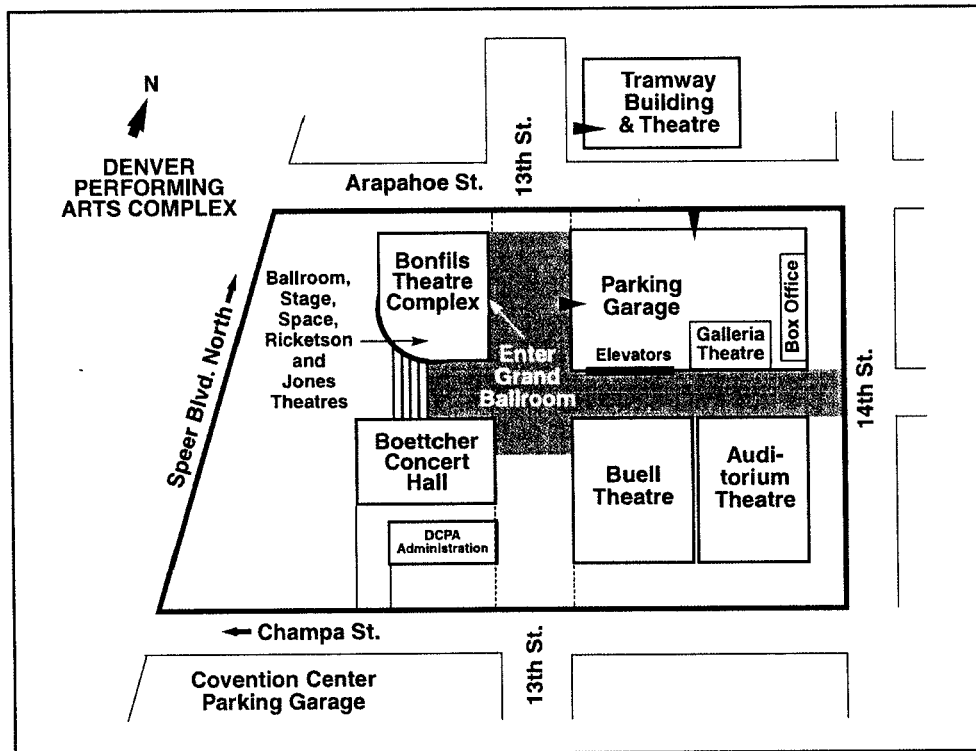 N
DENVER
PERFORMING
ARTS COMPLEX
Tramway
Building
& Theatre
13th St.
Arapahoe St.
Speer Blvd. North
Ballroom,
Stage,
Space,
Ricketson
and
Jones
Theatres
Bonfils
Theatre
Complex
Enter
Grand
Ballroom
Parking
Garage
Elevators
Galleria
Theatre
Box Office
14th St.
Boettcher
Concert
Hall
DCPA
Administration
Buell
Theatre
Audi-
torium
Theatre
Champa St.
13th St.
Covention Center
Parking Garage